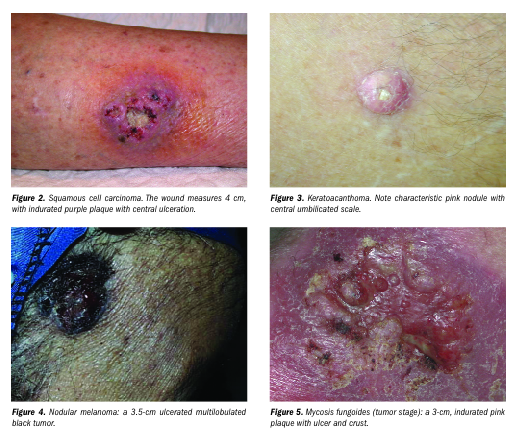 Figure 2. Squamous cell carcinoma. The wound measures 4 cm,
with indurated purple plaque with central ulceration.
Figure 3. Keratoacanthoma. Note characteristic pink nodule with
central umbilicated scale.
Figure 4. Nodular melanoma: a 3.5-cm ulcerated multilobulated
black tumor.
Figure 5. Mycosis fungoides (tumor stage): a 3-cm, indurated pink
plaque with ulcer and crust.